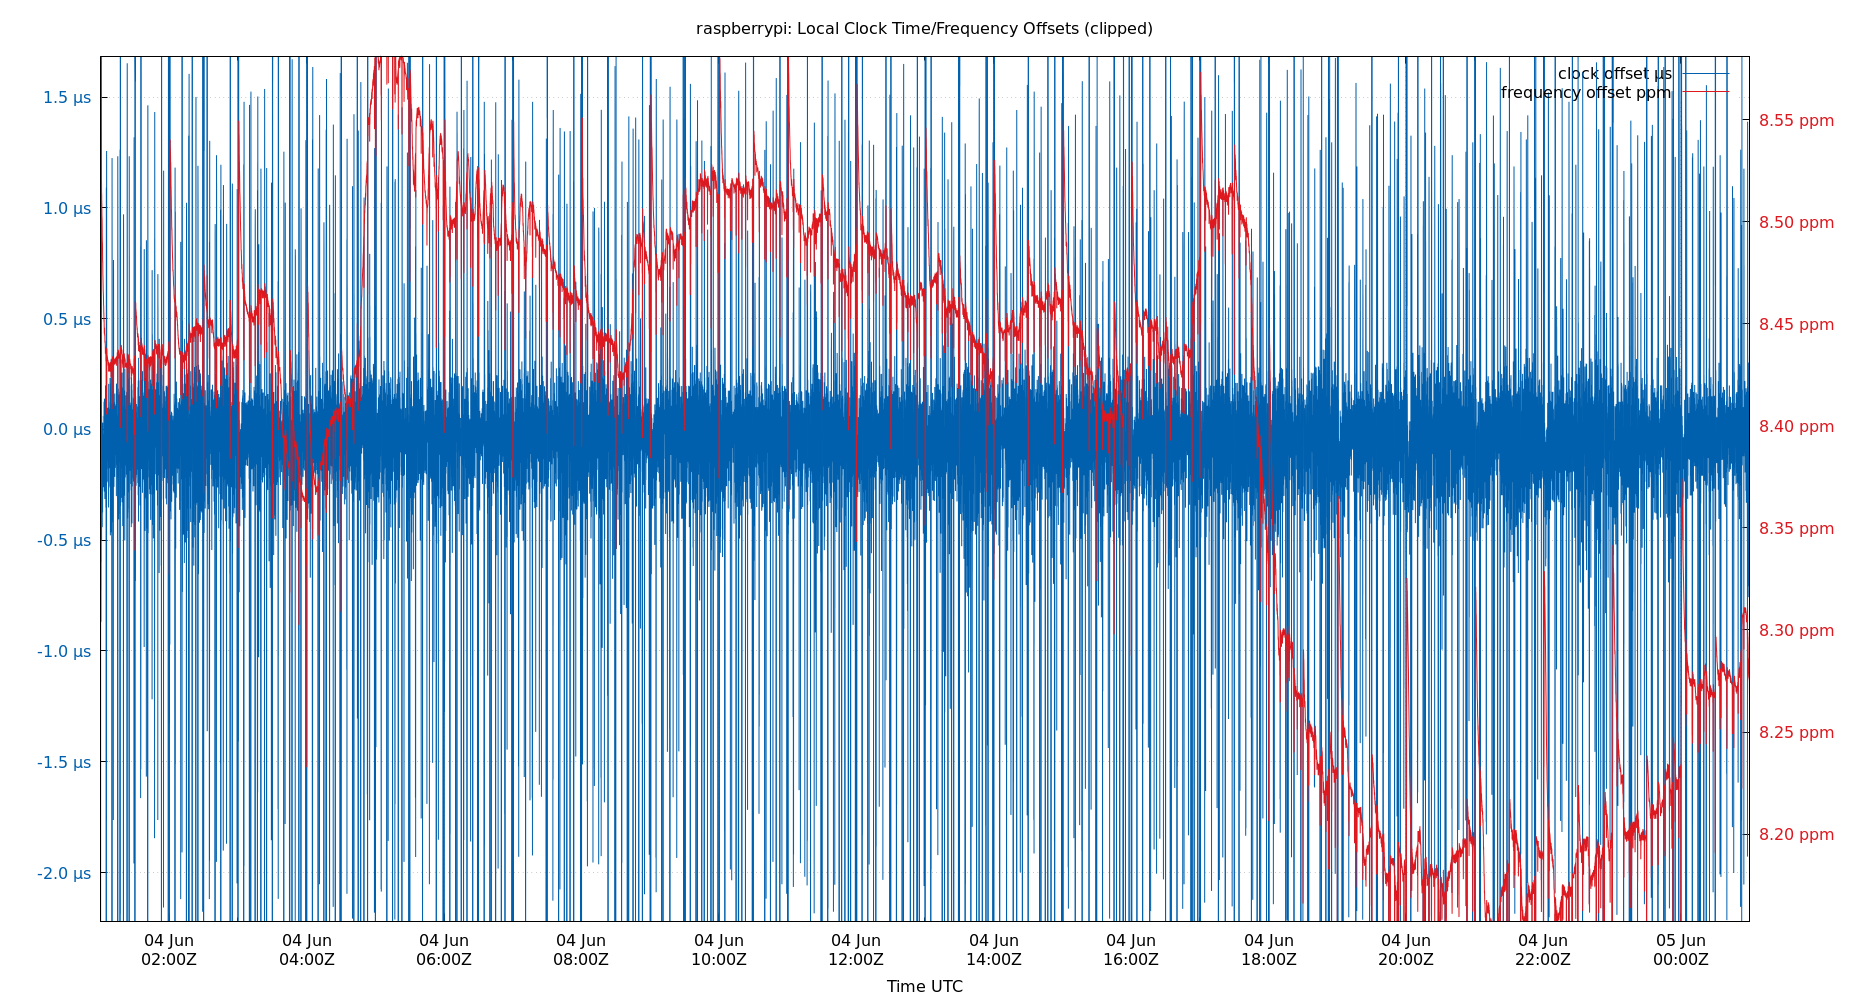 raspberrypi: Local Clock Time/Frequency Offsets (clipped)
clock offset µs
frequency offset ppm
1.5 µs
1.0 µs
0.5 µs
0.0 µs
-0.5 µs
-1.0 µs
-1.5 µs
-2.0 µs
8.55 ppm
8.50 ppm
8.45 ppm
8.40 ppm
8.35 ppm
8.30 ppm
8.25 ppm
8.20 ppm
04 Jun 04 Jun 04 Jun 04 Jun 04 Jun 04 Jun 04 Jun 04 Jun 04 Jun 04 Jun 04 Jun 05 Jun
02:00Z 04:00Z 06:00Z 08:00Z 10:00Z 12:00Z 14:00Z 16:00Z 18:00Z 20:00Z 22:00Z 00:00Z
Time UTC